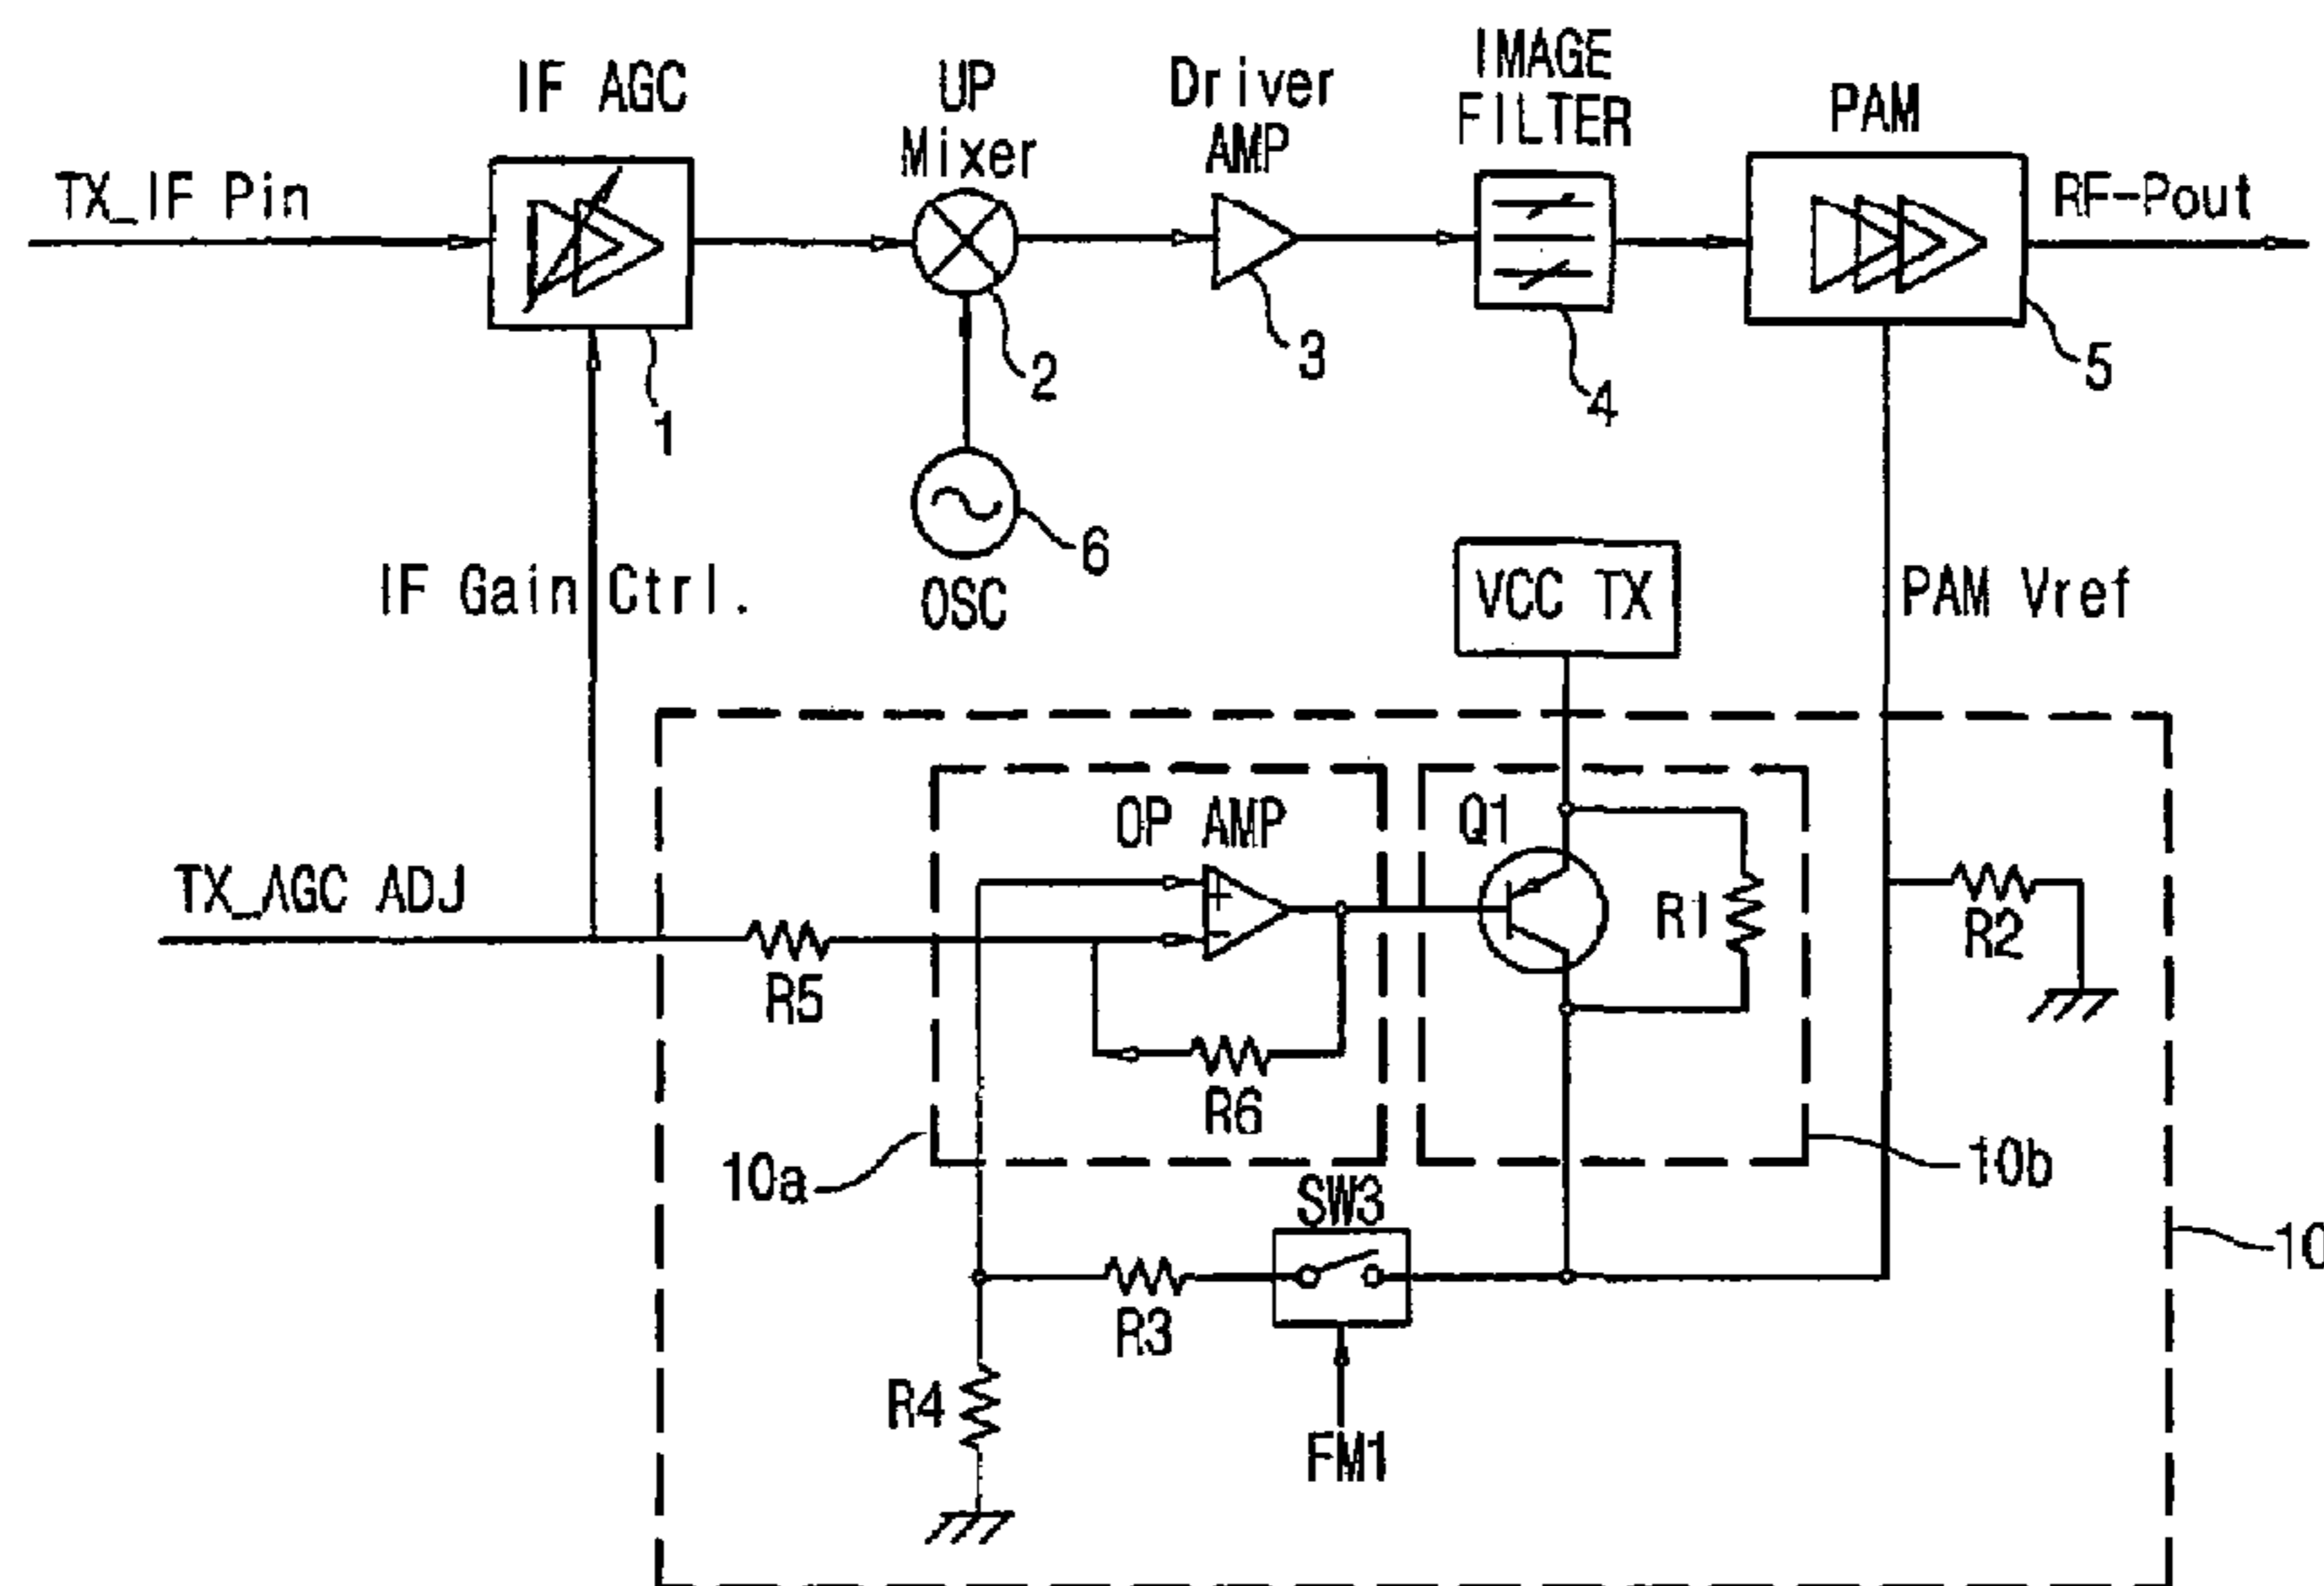 IF AGC
UP
Mixer
Driver
AMP
IMAGE
FILTER
PAM
TX_IF Pin
RF-Pout
1
2
3
4
5
6
OSC
IF Gain Ctrl.
VCC TX
PAM Vref
OP AMP
Q1
R1
R2
TX_AGC ADJ
R5
R6
10a
10b
SW3
10
R3
R4
FM1